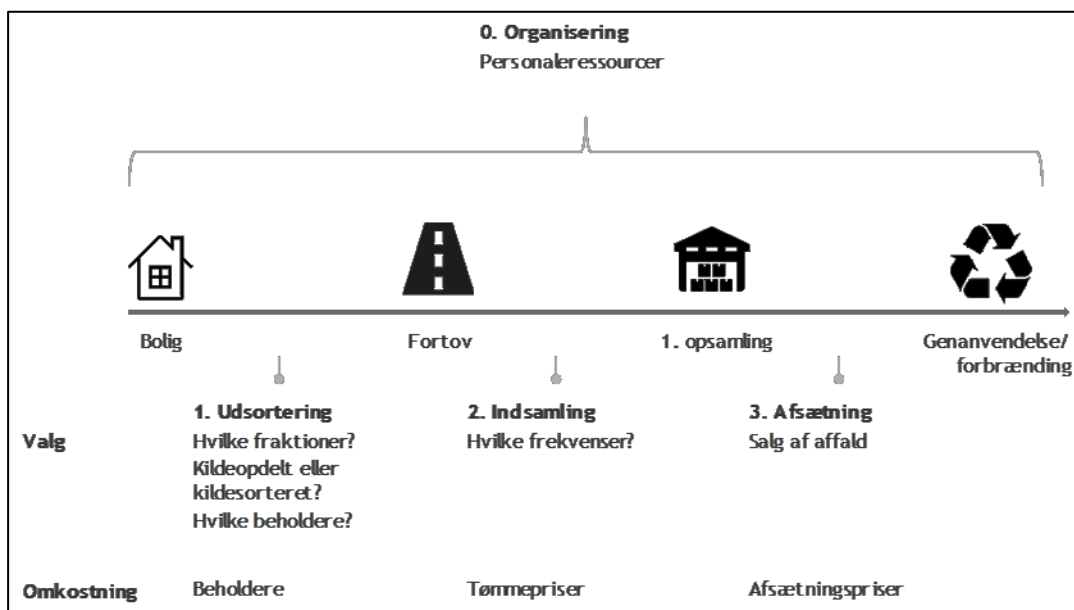 0. Organisering
Personaleressourcer
Bolig
Fortov
1. opsamling
Genanvendelse/
forbrænding
1. Udsortering
2. Indsamling
3. Afsætning
Valg
Hvilke fraktioner?
Kildeopdelt eller
kildesorteret?
Hvilke beholdere?
Hvilke frekvenser?
Salg af affald
Omkostning
Beholdere
Tømmepriser
Afsætningspriser